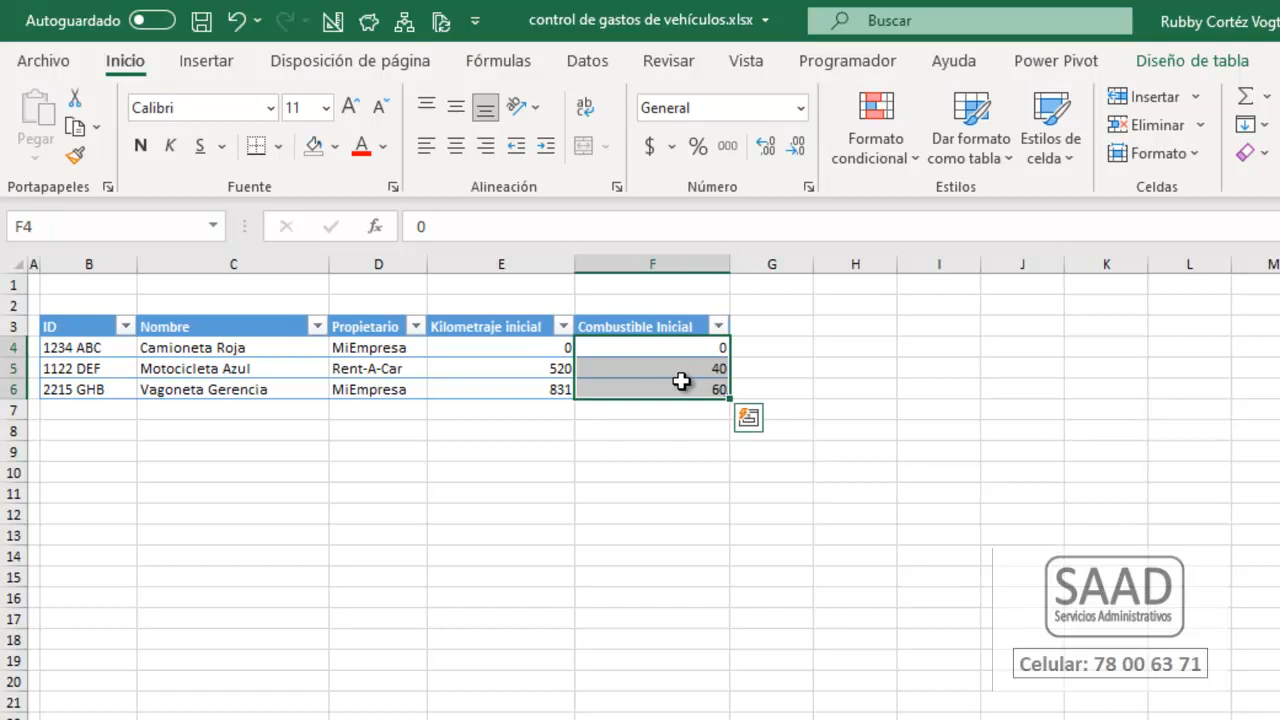 Autoguardado
control de gastos de vehículos.xlsx
Buscar
Rubby Cortéz Vogt
Archivo Inicio Insertar Disposición de página Fórmulas Datos Revisar Vista Programador Ayuda Power Pivot Diseño de tabla
Pegar
Calibri 11
N K S A
ab
General
$ % 000
Formato condicional
Dar formato como tabla
Estilos de celda
Insertar
Eliminar
Formato
Portapapeles Fuente Alineación Número Estilos Celdas
F4 fx 0
A B C D E F G H I J K L M
1
2
3 ID Nombre Propietario Kilometraje inicial Combustible Inicial
4 1234 ABC Camioneta Roja MiEmpresa 0 0
5 1122 DEF Motocicleta Azul Rent-A-Car 520 40
6 2215 GHB Vagoneta Gerencia MiEmpresa 831 60
7
8
9
10
11
12
13
14
15
16
17
18
19
20
21
SAAD
Servicios Administrativos
Celular: 78 00 63 71